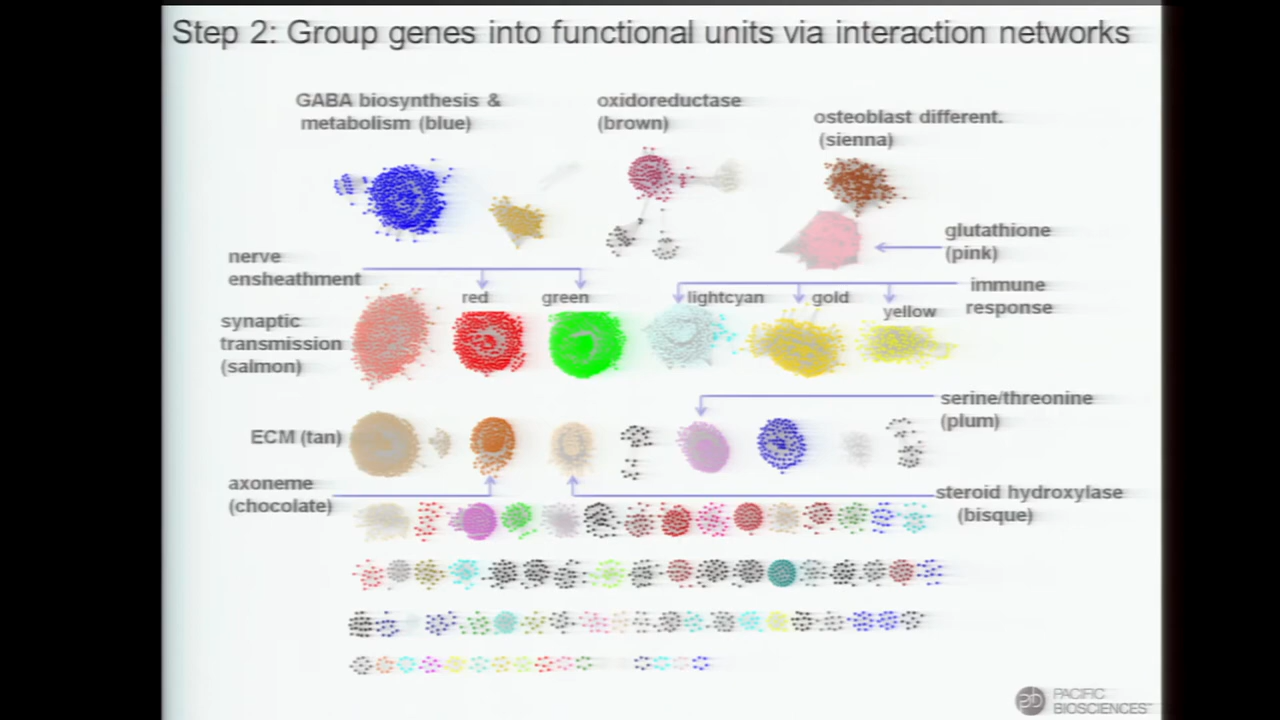 Step 2: Group genes into functional units via interaction networks
GABA biosynthesis &
metabolism (blue)
oxidoreductase
(brown)
osteoblast different.
(sienna)
glutathione
(pink)
nerve
ensheathment
red
green
lightcyan
gold
yellow
immune
response
synaptic
transmission
(salmon)
serine/threonine
(plum)
ECM (tan)
axoneme
(chocolate)
steroid hydroxylase
(bisque)
PACIFIC
BIOSCIENCES™